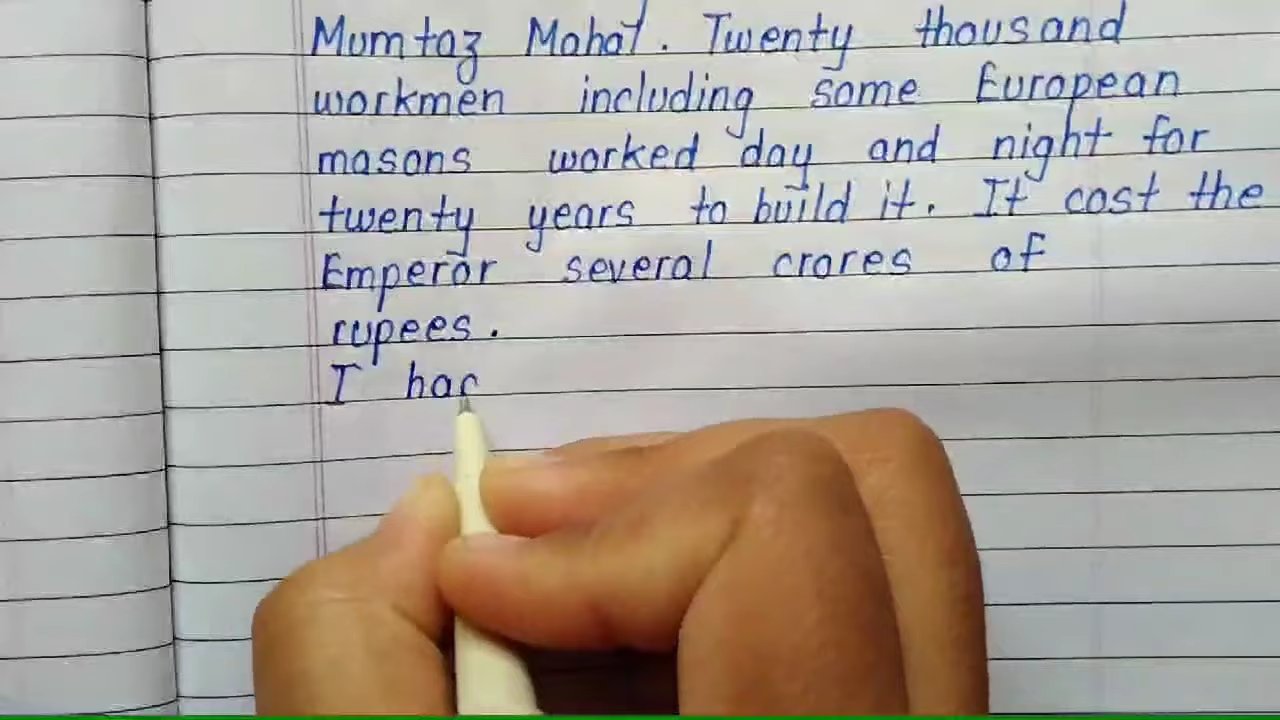 Mumtaz Mahal. Twenty thousand
workmen including some European
masons worked day and night for
twenty years to build it. It cost the
Emperor several crores of
rupees.
I